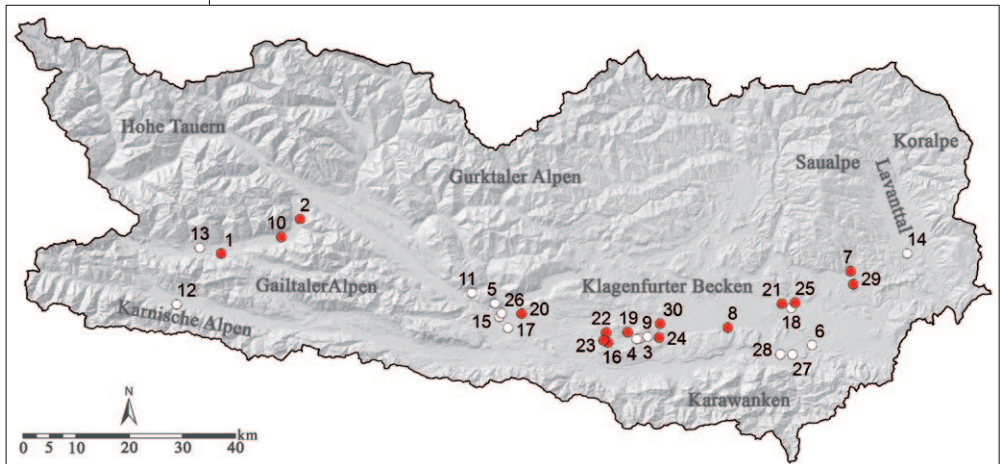 Hohe Tauern
Koralpe
Saualpe
Gurktaler Alpen
Lavanttal
2
10
13
1
14
7
29
GailtalerAlpen
11
5
26
Klagenfurter Becken
12
20
15
17
21
25
18
30
22
19
9
8
23
16
4
3
24
6
28
27
Karnische Alpen
Karawanken
N
km
0 5 10 20 30 40